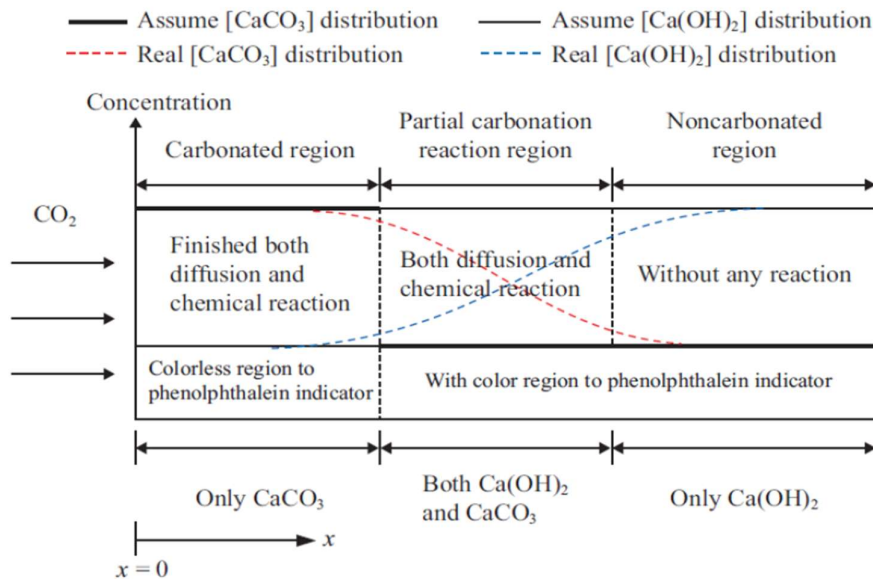 Assume [CaCO₃] distribution
Assume [Ca(OH)₂] distribution
Real [CaCO₃] distribution
Real [Ca(OH)₂] distribution
Concentration
Carbonated region
Partial carbonation
reaction region
Noncarbonated
region
CO₂
Finished both
diffusion and
chemical reaction
Both diffusion and
chemical reaction
Without any reaction
Colorless region to
phenolphthalein indicator
With color region to phenolphthalein indicator
Only CaCO₃
Both Ca(OH)₂
and CaCO₃
Only Ca(OH)₂
x
x = 0